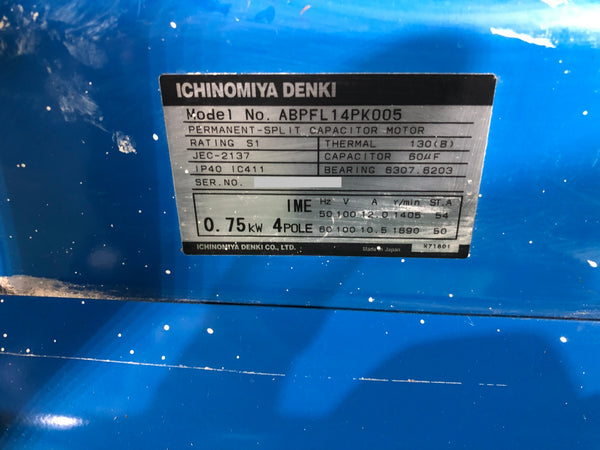 ICHINOMIYA DENKI
Model No. ABPFL14PK005
PERMANENT-SPLIT CAPACITOR MOTOR
RATING S1 THERMAL 130(B)
JEC-2137 CAPACITOR 60μF
IP40 IC411 BEARING 6307.6203
SER.NO.
IME Hz V A r/min ST.A
50 100 12.0 1405 54
0.75kW 4POLE 60 100 10.5 1690 50
ICHINOMIYA DENKI CO., LTD. Made in Japan X71801